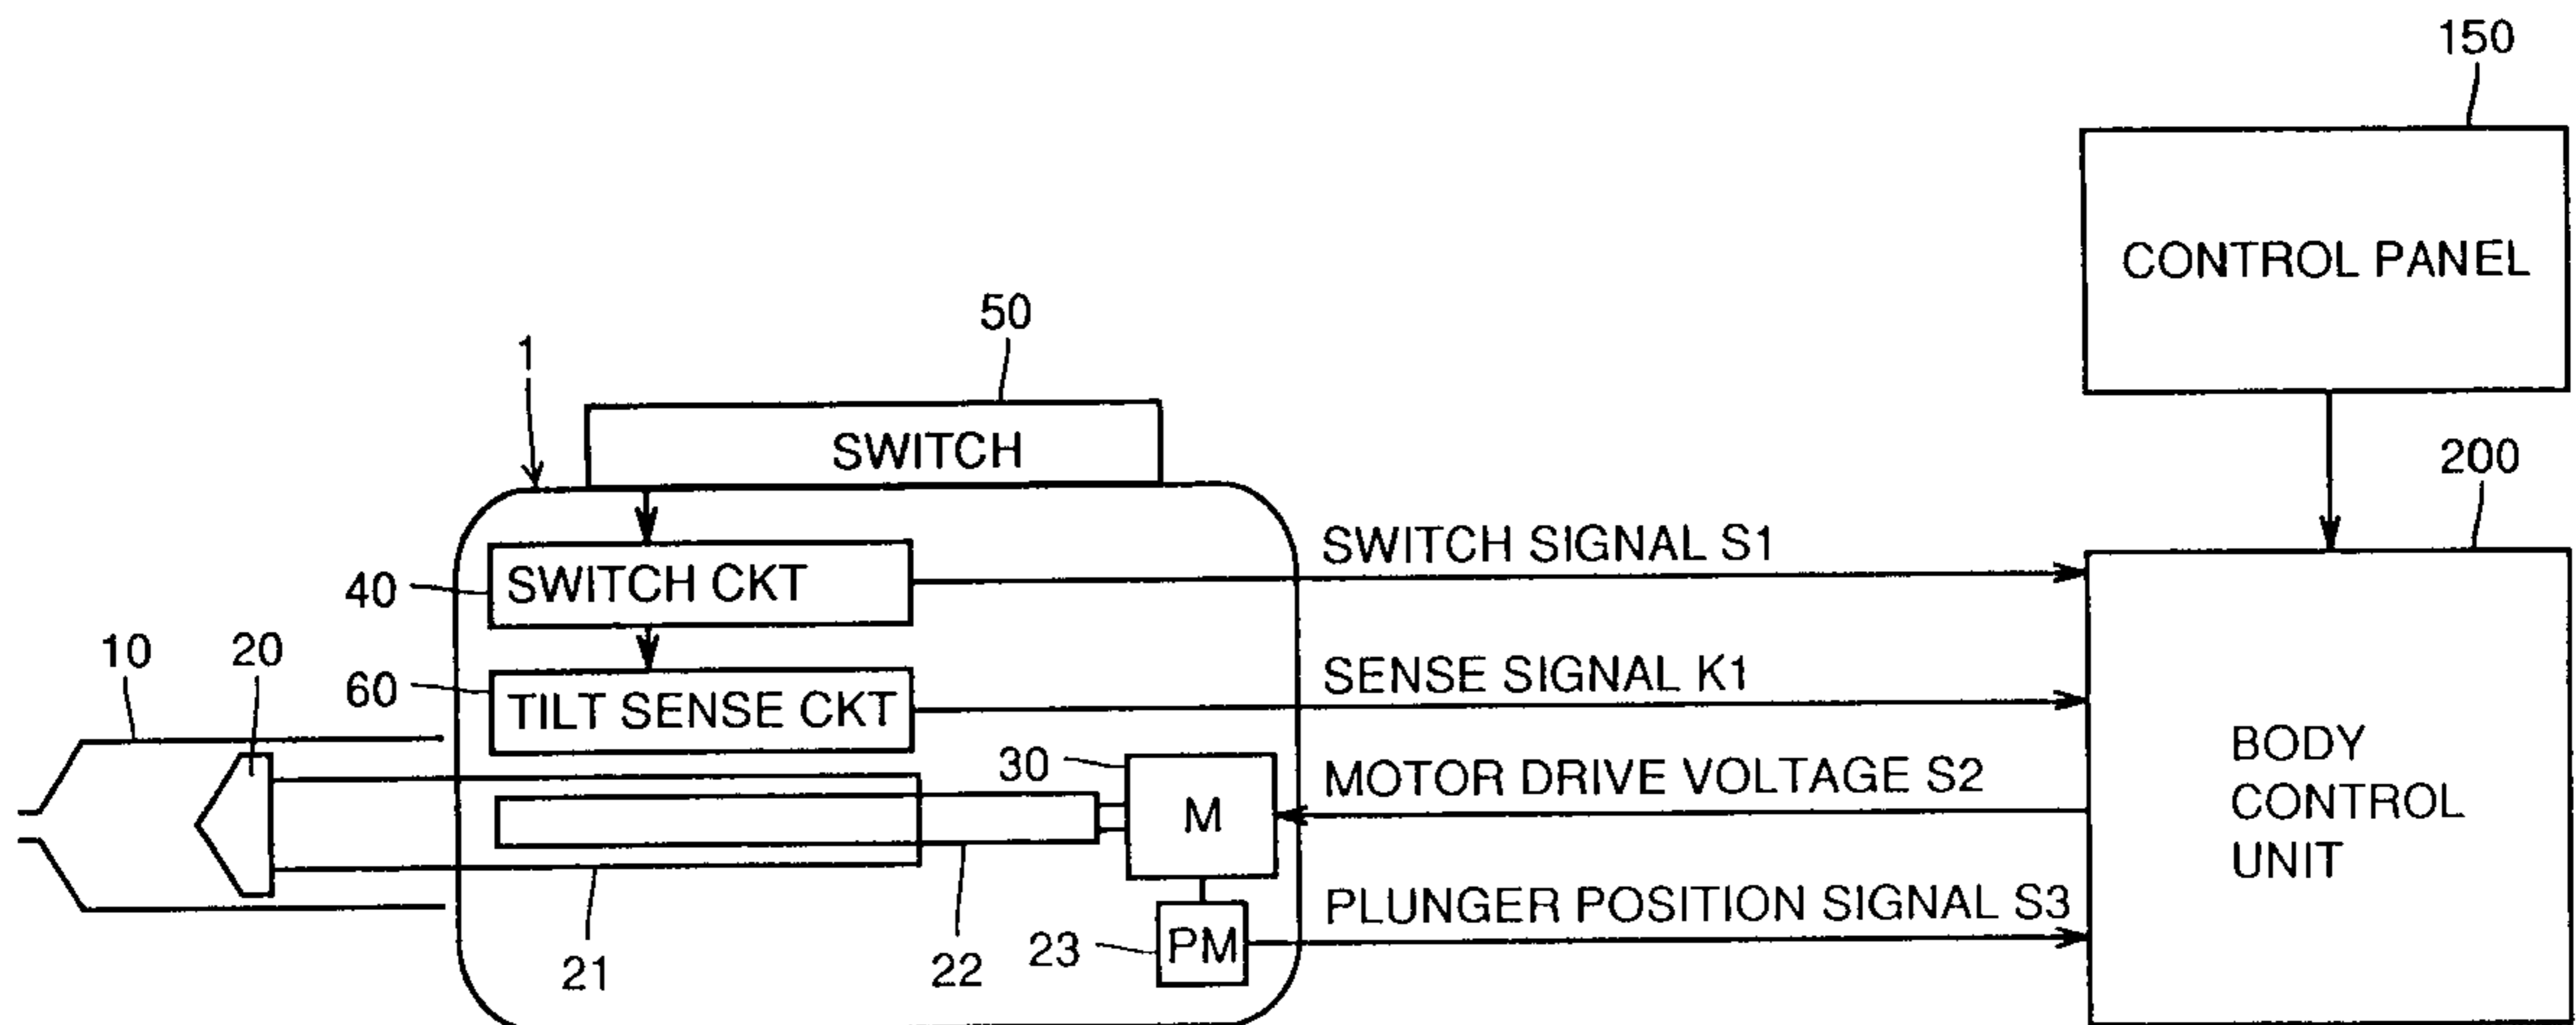 150
CONTROL PANEL
50
1
SWITCH
200
SWITCH SIGNAL S1
40
SWITCH CKT
10
20
60
TILT SENSE CKT
SENSE SIGNAL K1
30
M
MOTOR DRIVE VOLTAGE S2
BODY
CONTROL
UNIT
PLUNGER POSITION SIGNAL S3
21
22
23
PM